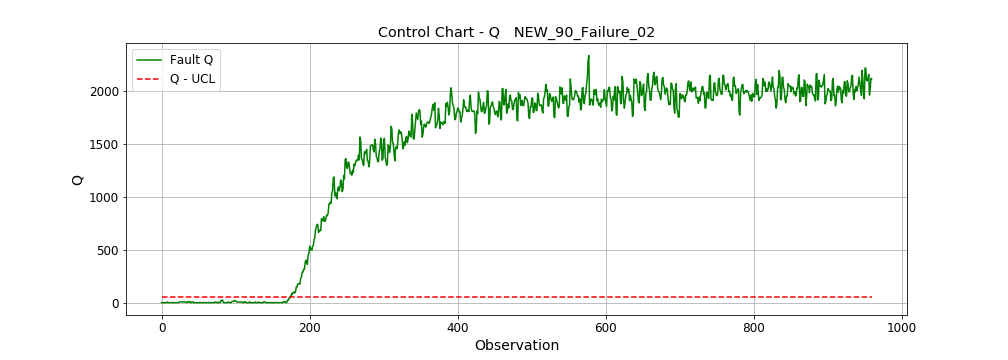 Control Chart - Q   NEW_90_Failure_02
Fault Q
Q - UCL
2000
1500
1000
500
0
Q
0 200 400 600 800 1000
Observation